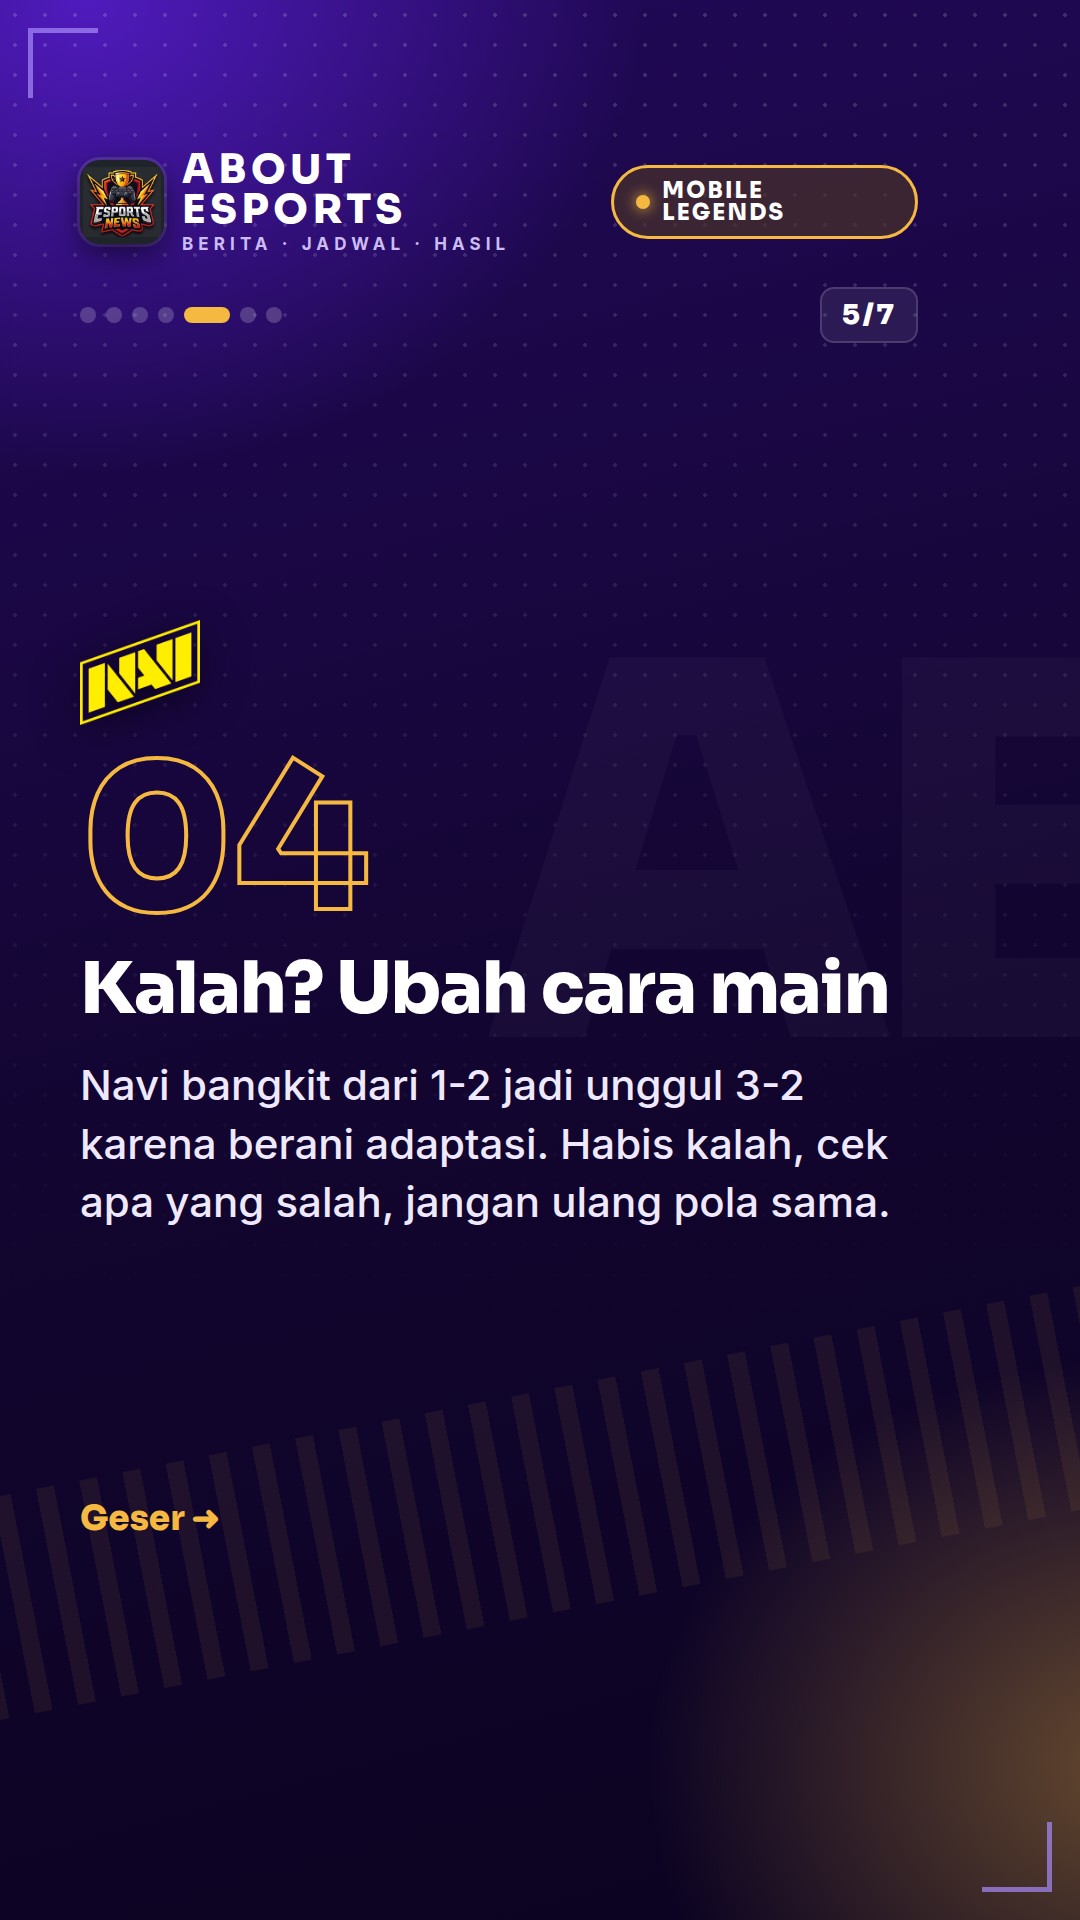 ABOUT
ESPORTS
BERITA · JADWAL · HASIL
ESPORTS
NEWS
MOBILE
LEGENDS
5/7
NAVI
AE
04
Kalah? Ubah cara main
Navi bangkit dari 1-2 jadi unggul 3-2
karena berani adaptasi. Habis kalah, cek
apa yang salah, jangan ulang pola sama.
Geser →